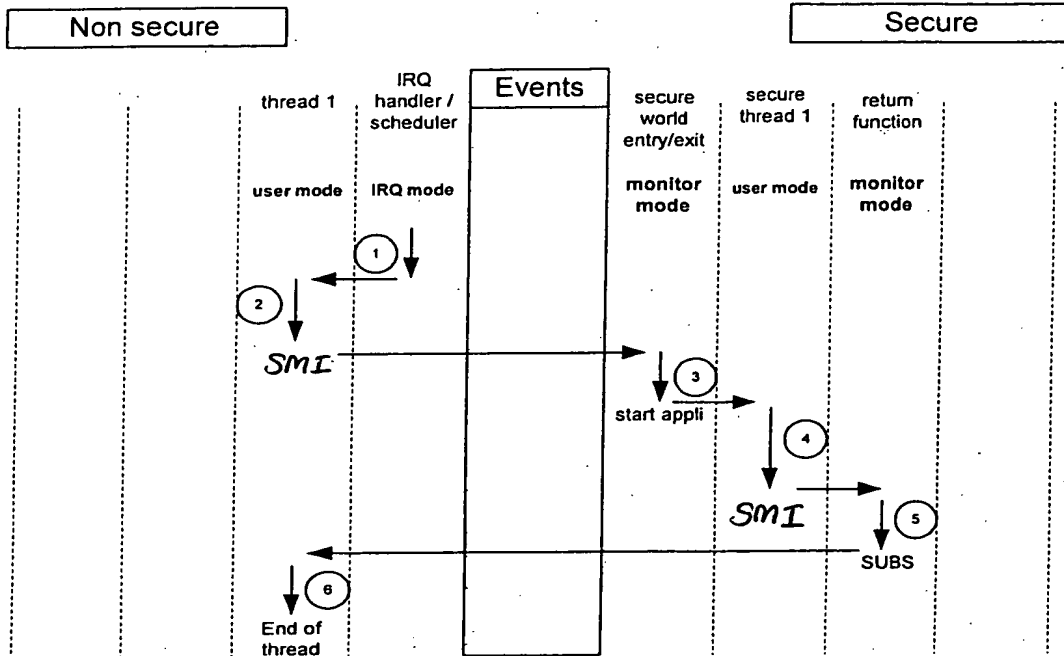 Non secure
Secure
Events
thread 1
IRQ
handler /
scheduler
secure
world
entry/exit
secure
thread 1
return
function
user mode
IRQ mode
monitor
mode
user mode
monitor
mode
1
2
SMI
3
start appli
4
SMI
5
SUBS
6
End of
thread